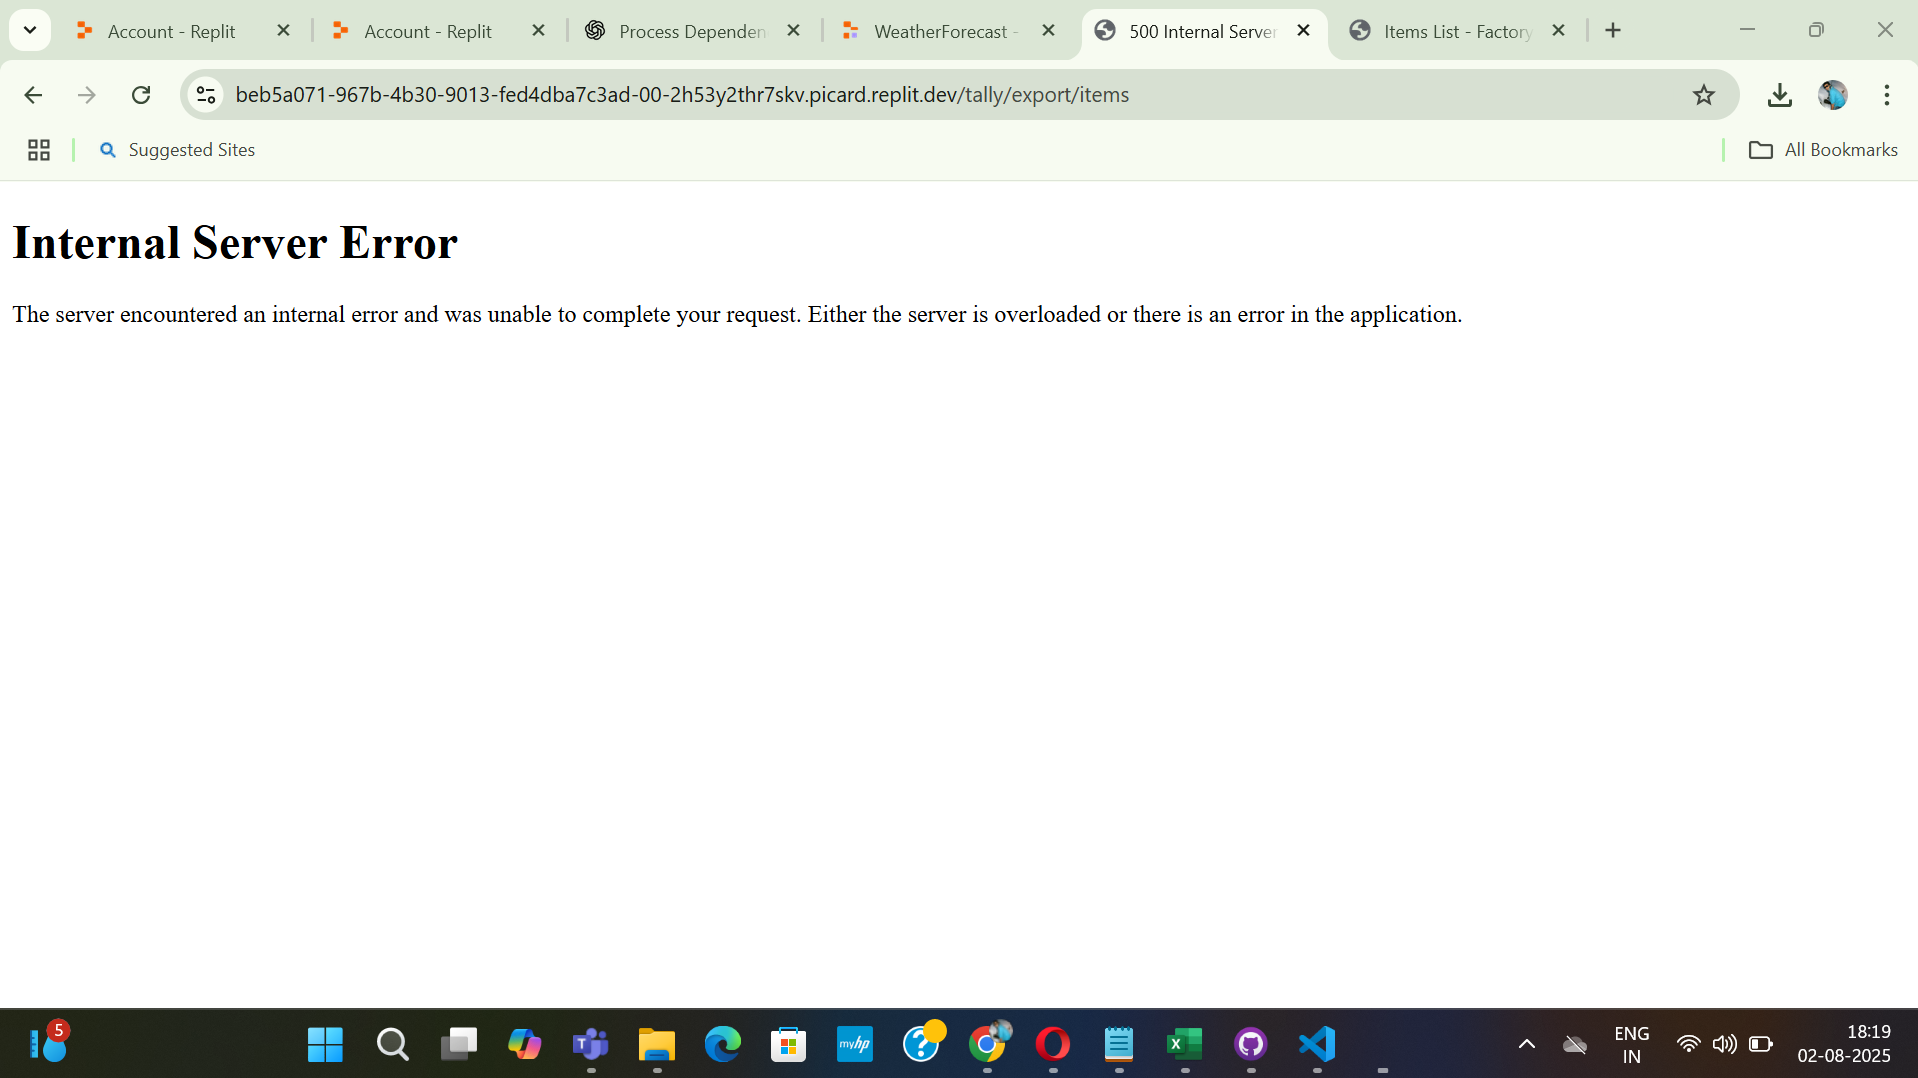 Account - Replit
Account - Replit
Process Dependen
WeatherForecast -
500 Internal Server
Items List - Factory
beb5a071-967b-4b30-9013-fed4dba7c3ad-00-2h53y2thr7skv.picard.replit.dev/tally/export/items
Suggested Sites
All Bookmarks
Internal Server Error
The server encountered an internal error and was unable to complete your request. Either the server is overloaded or there is an error in the application.
5
myhp
ENG
IN
18:19
02-08-2025